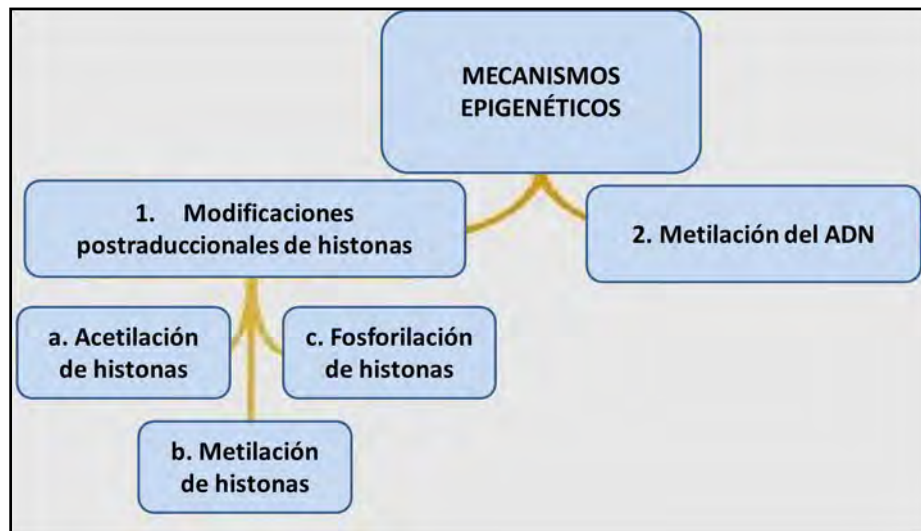 MECANISMOS
EPIGENÉTICOS
1. Modificaciones
postraduccionales de histonas
2. Metilación del ADN
a. Acetilación
de histonas
c. Fosforilación
de histonas
b. Metilación
de histonas